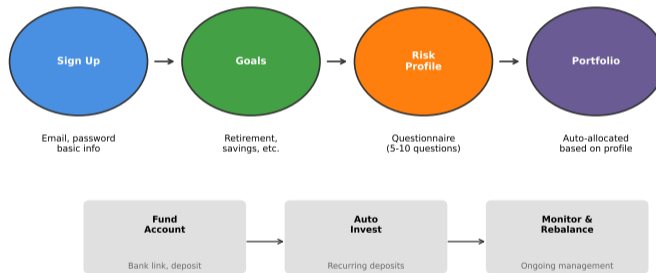 Sign Up
Goals
Risk
Profile
Portfolio
Email, password
basic info
Retirement,
savings, etc.
Questionnaire
(5-10 questions)
Auto-allocated
based on profile
Fund
Account
Bank link, deposit
Auto
Invest
Recurring deposits
Monitor &
Rebalance
Ongoing management